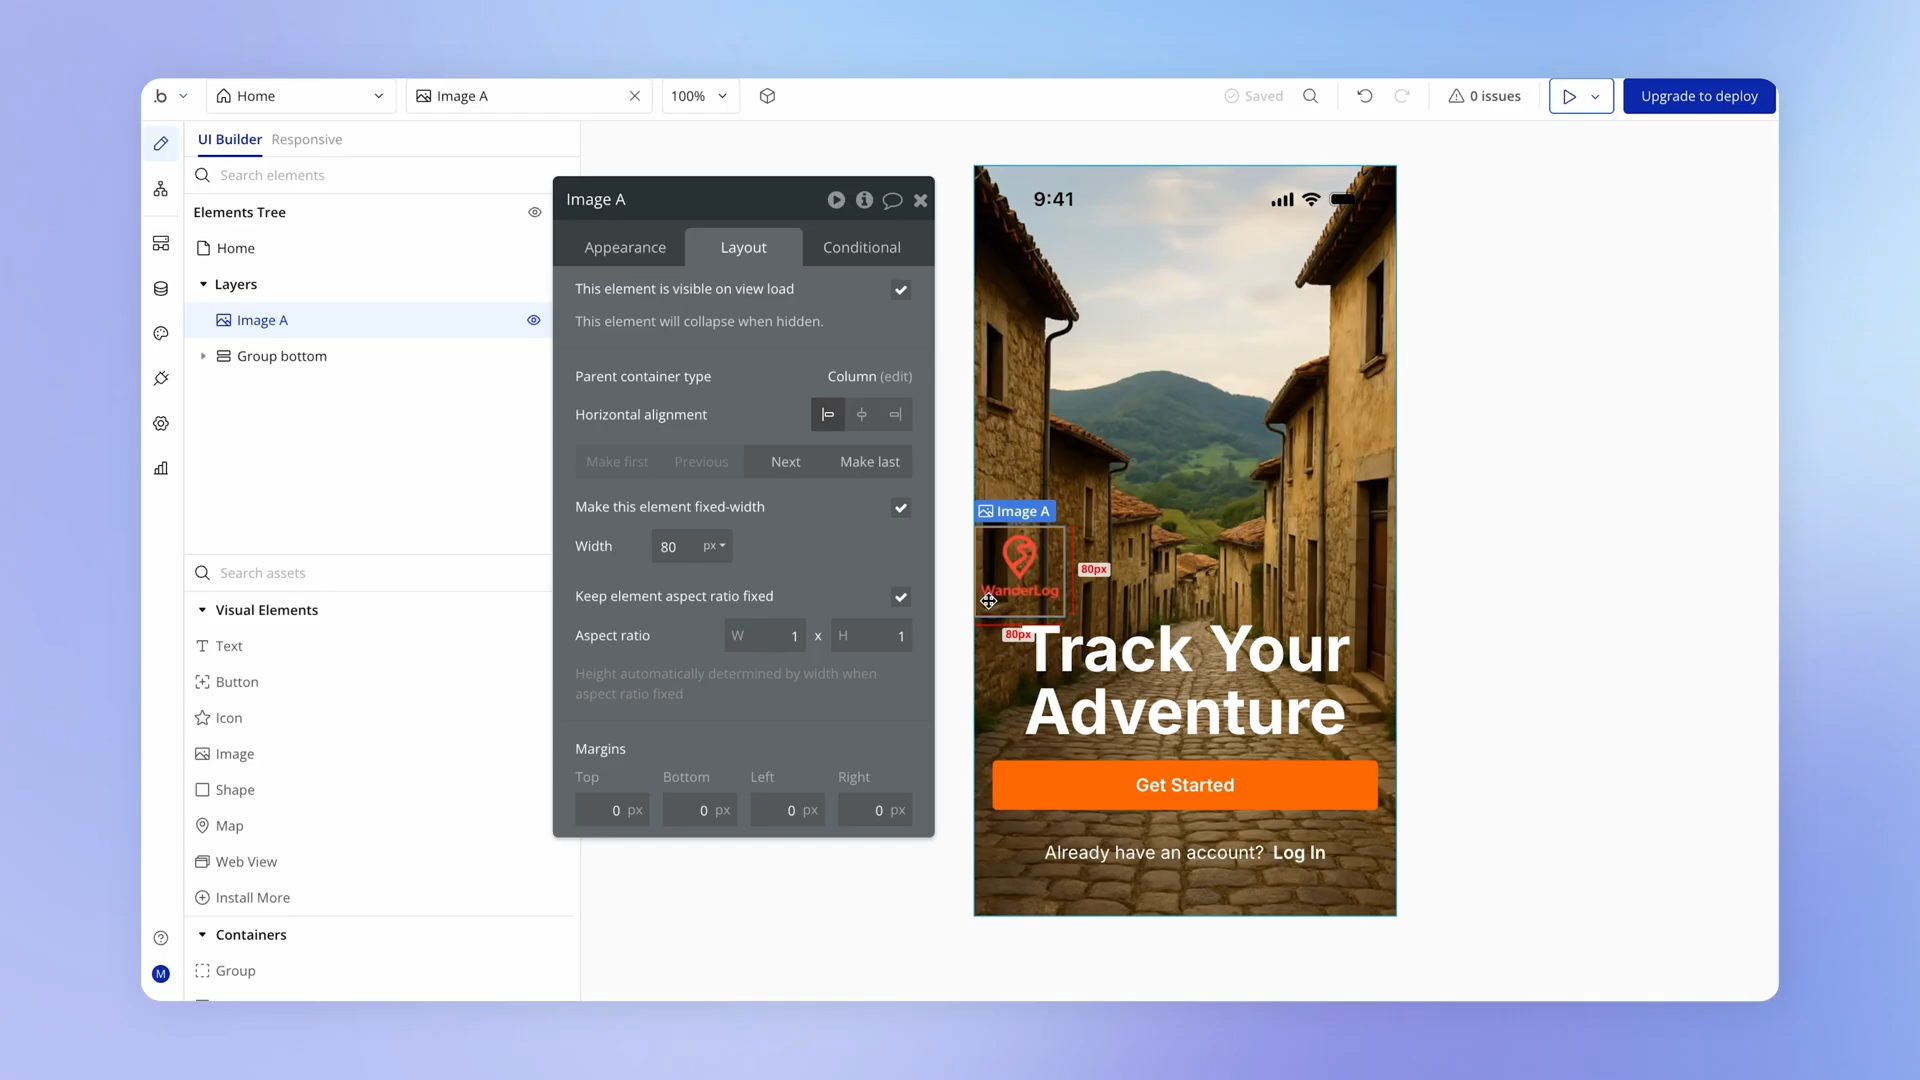 .b
Home
Image A
100%
Saved
0 issues
Upgrade to deploy
UI Builder
Responsive
Search elements
Elements Tree
Home
Layers
Image A
Group bottom
Search assets
Visual Elements
Text
Button
Icon
Image
Shape
Map
Web View
Install More
Containers
Group
M
Image A
Appearance
Layout
Conditional
This element is visible on view load
This element will collapse when hidden.
Parent container type
Column (edit)
Horizontal alignment
Make first
Previous
Next
Make last
Make this element fixed-width
Width
80 px
Keep element aspect ratio fixed
Aspect ratio
W 1 x H 1
Height automatically determined by width when
aspect ratio fixed
Margins
Top
Bottom
Left
Right
0 px
0 px
0 px
0 px
9:41
Image A
WanderLog
80px
80px
Track Your
Adventure
Get Started
Already have an account? Log In